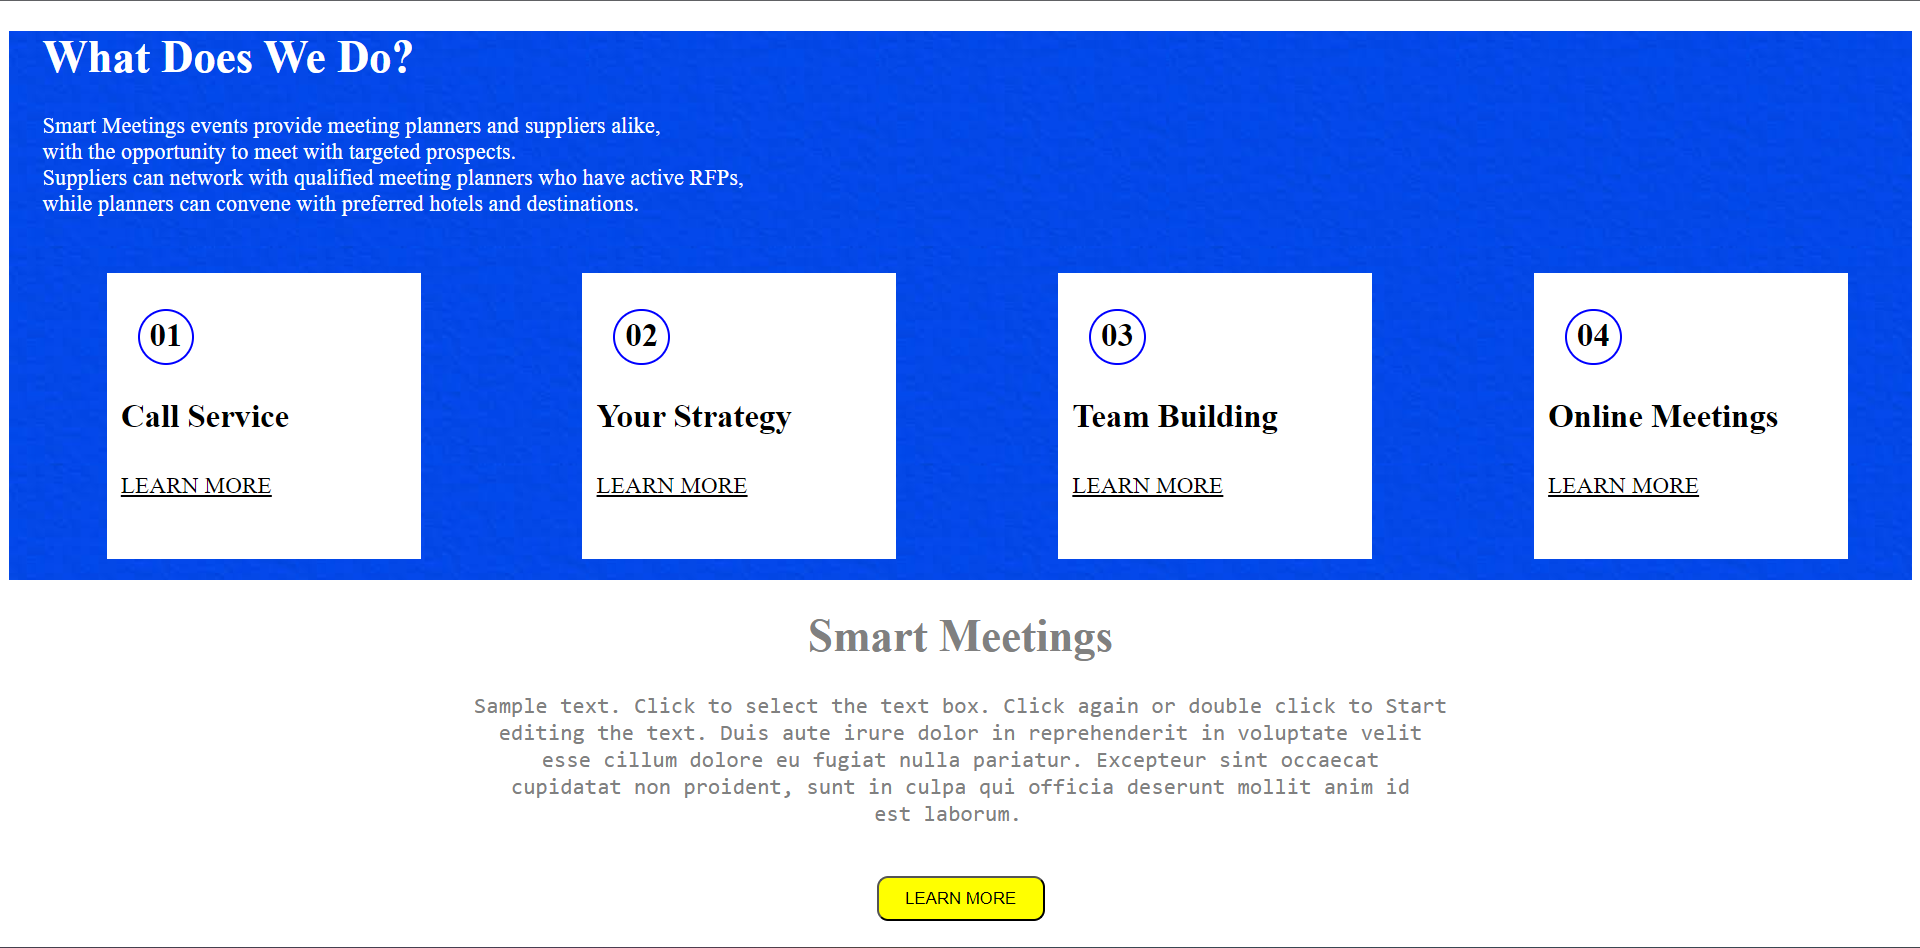 What Does We Do?
Smart Meetings events provide meeting planners and suppliers alike,
with the opportunity to meet with targeted prospects.
Suppliers can network with qualified meeting planners who have active RFPs,
while planners can convene with preferred hotels and destinations.
01
Call Service
LEARN MORE
02
Your Strategy
LEARN MORE
03
Team Building
LEARN MORE
04
Online Meetings
LEARN MORE
Smart Meetings
Sample text. Click to select the text box. Click again or double click to Start
editing the text. Duis aute irure dolor in reprehenderit in voluptate velit
esse cillum dolore eu fugiat nulla pariatur. Excepteur sint occaecat
cupidatat non proident, sunt in culpa qui officia deserunt mollit anim id
est laborum.
LEARN MORE